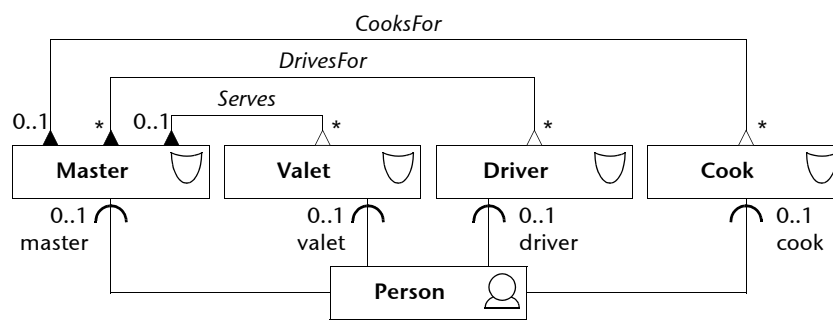 CooksFor
DrivesFor
Serves
0..1 * 0..1 * * *
Master Valet Driver Cook
0..1 0..1 0..1 0..1
master valet driver cook
Person